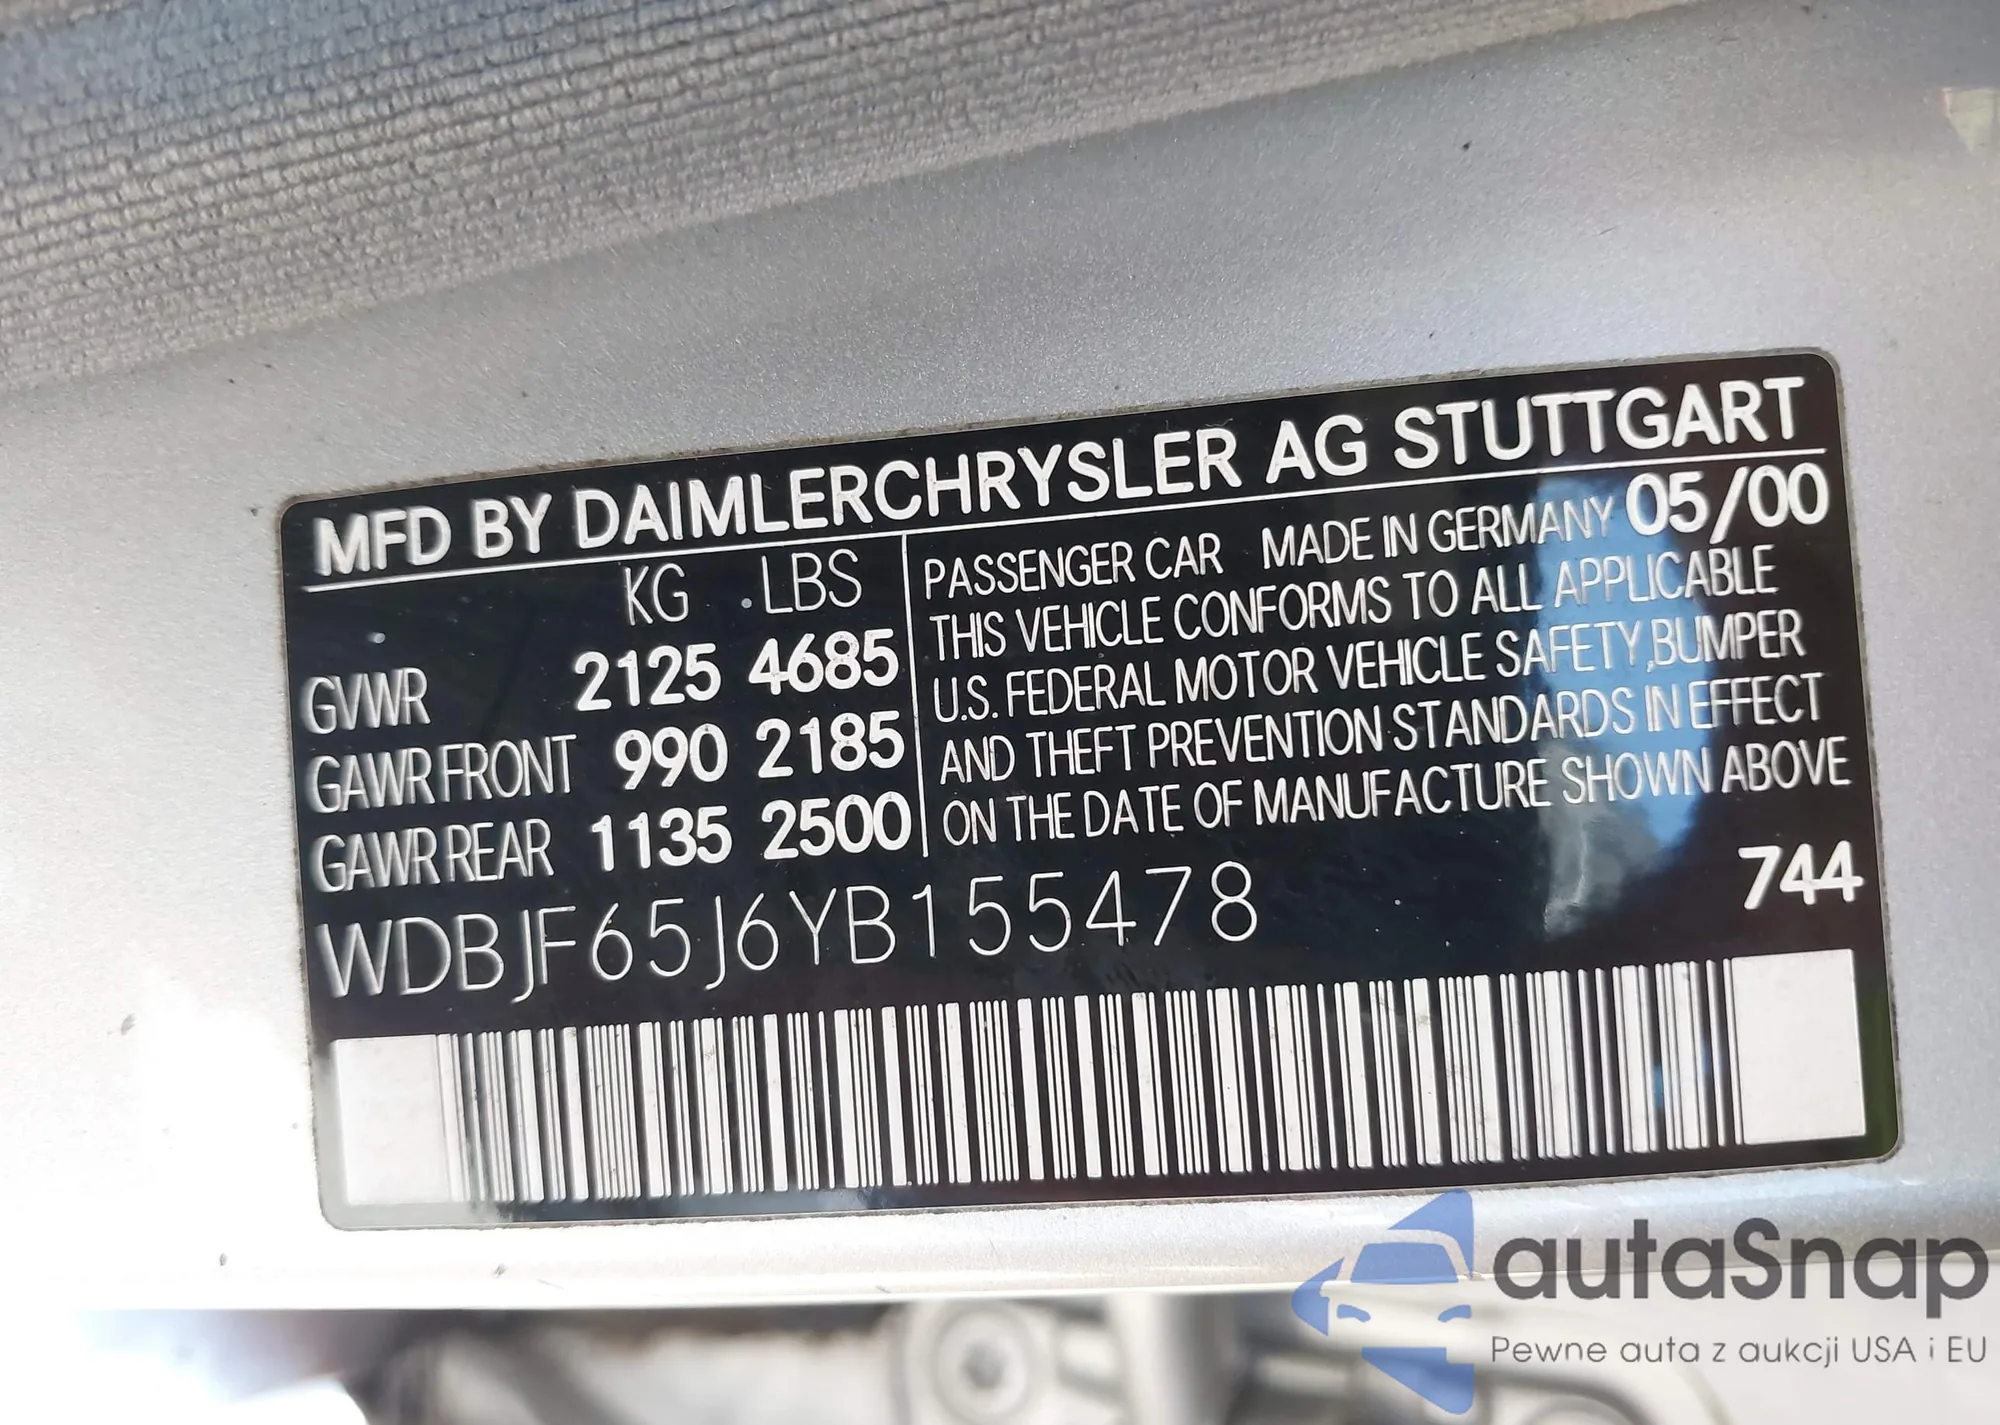 MFD BY DAIMLERCHRYSLER AG STUTTGART
KG LBS
GVWR 2125 4685
GAWR FRONT 990 2185
GAWR REAR 1135 2500
PASSENGER CAR MADE IN GERMANY 05/00
THIS VEHICLE CONFORMS TO ALL APPLICABLE
U.S. FEDERAL MOTOR VEHICLE SAFETY,BUMPER
AND THEFT PREVENTION STANDARDS IN EFFECT
ON THE DATE OF MANUFACTURE SHOWN ABOVE
744
WDBJF65J6YB155478
autaSnap
Pewne auta z aukcji USA i EU